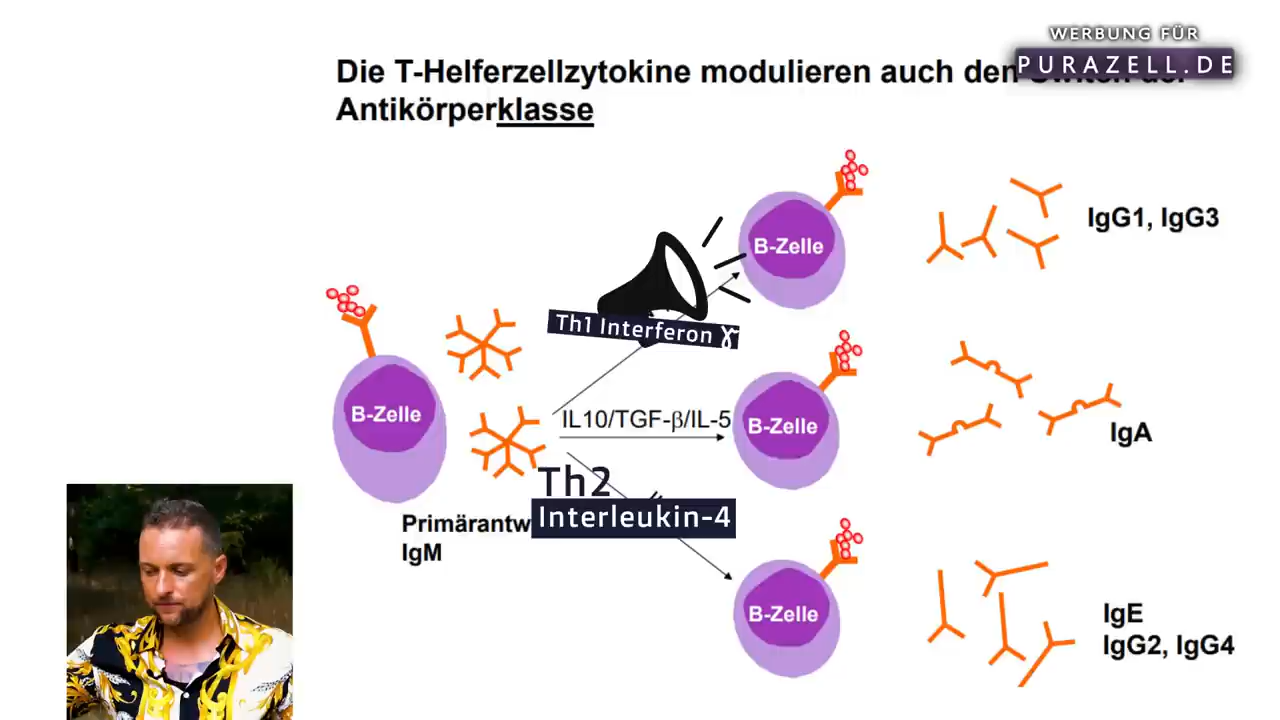 WERBUNG FÜR
PURAZELL.DE
Die T-Helferzellzytokine modulieren auch den
Antikörperklasse
B-Zelle
IgG1, IgG3
Th1 Interferon ɣ
B-Zelle
IL10/TGF-β/IL-5
B-Zelle
IgA
Th2
Interleukin-4
Primärantw
IgM
B-Zelle
IgE
IgG2, IgG4